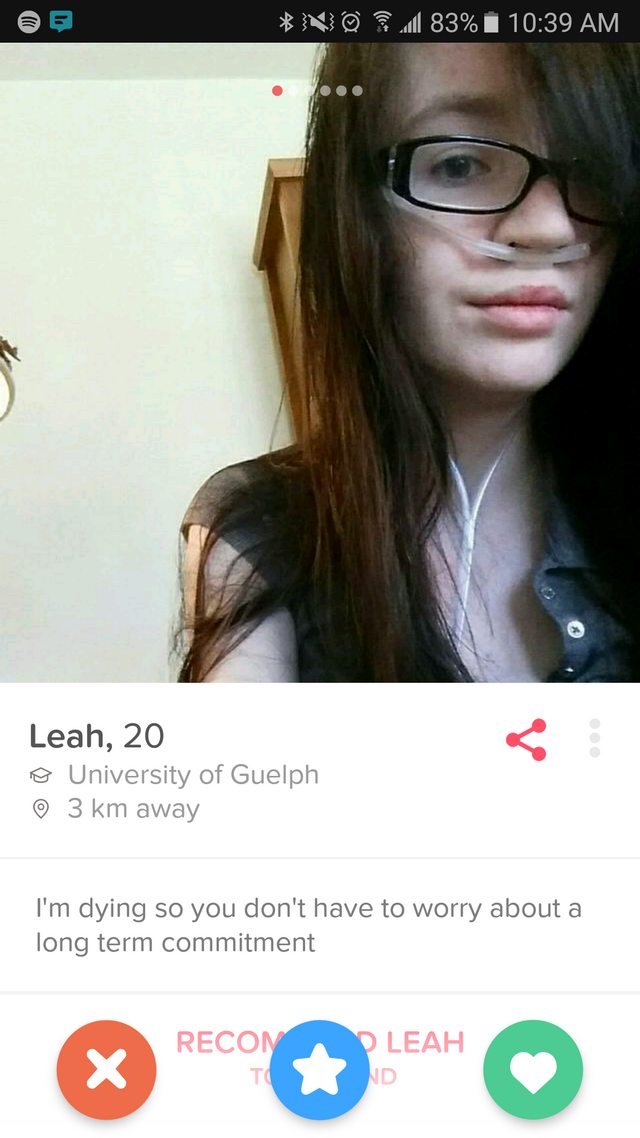 83% 10:39 AM
Leah, 20
University of Guelph
3 km away
I'm dying so you don't have to worry about a
long term commitment
LEAH